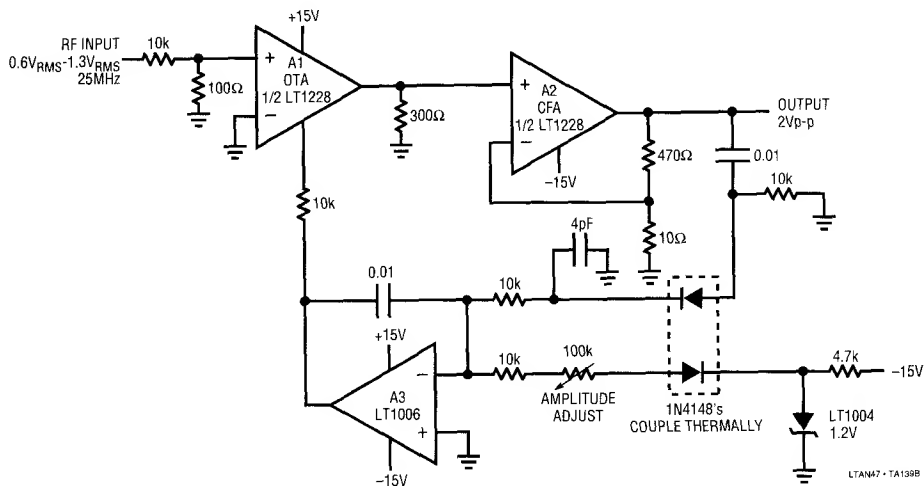 +15V
RF INPUT
0.6VRMS-1.3VRMS
25MHz
10k
100Ω
+
A1
OTA
1/2 LT1228
−
300Ω
+
A2
CFA
1/2 LT1228
−
−15V
OUTPUT
2Vp-p
470Ω
0.01
10k
10Ω
10k
4pF
0.01
10k
+15V
10k
100k
AMPLITUDE
ADJUST
1N4148's
COUPLE THERMALLY
4.7k
−15V
LT1004
1.2V
−
A3
LT1006
+
−15V
LTAN47 • TA139B